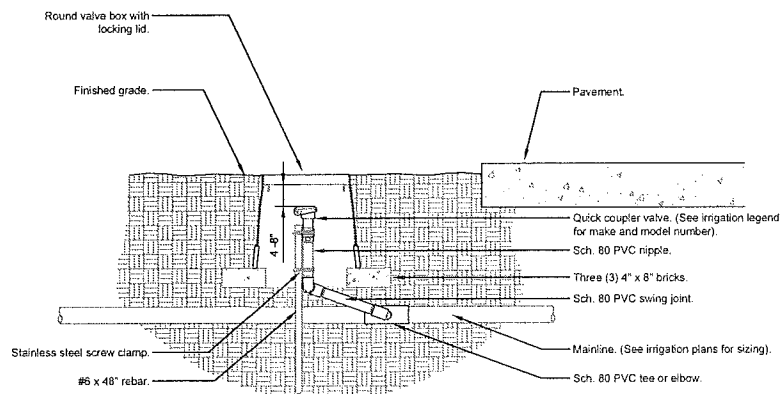 Round valve box with
locking lid.
Finished grade.
Pavement.
4 -8"
Quick coupler valve. (See irrigation legend
for make and model number).
Sch. 80 PVC nipple.
Three (3) 4" x 8" bricks.
Sch. 80 PVC swing joint.
Mainline. (See irrigation plans for sizing).
Stainless steel screw clamp.
#6 x 48" rebar.
Sch. 80 PVC tee or elbow.